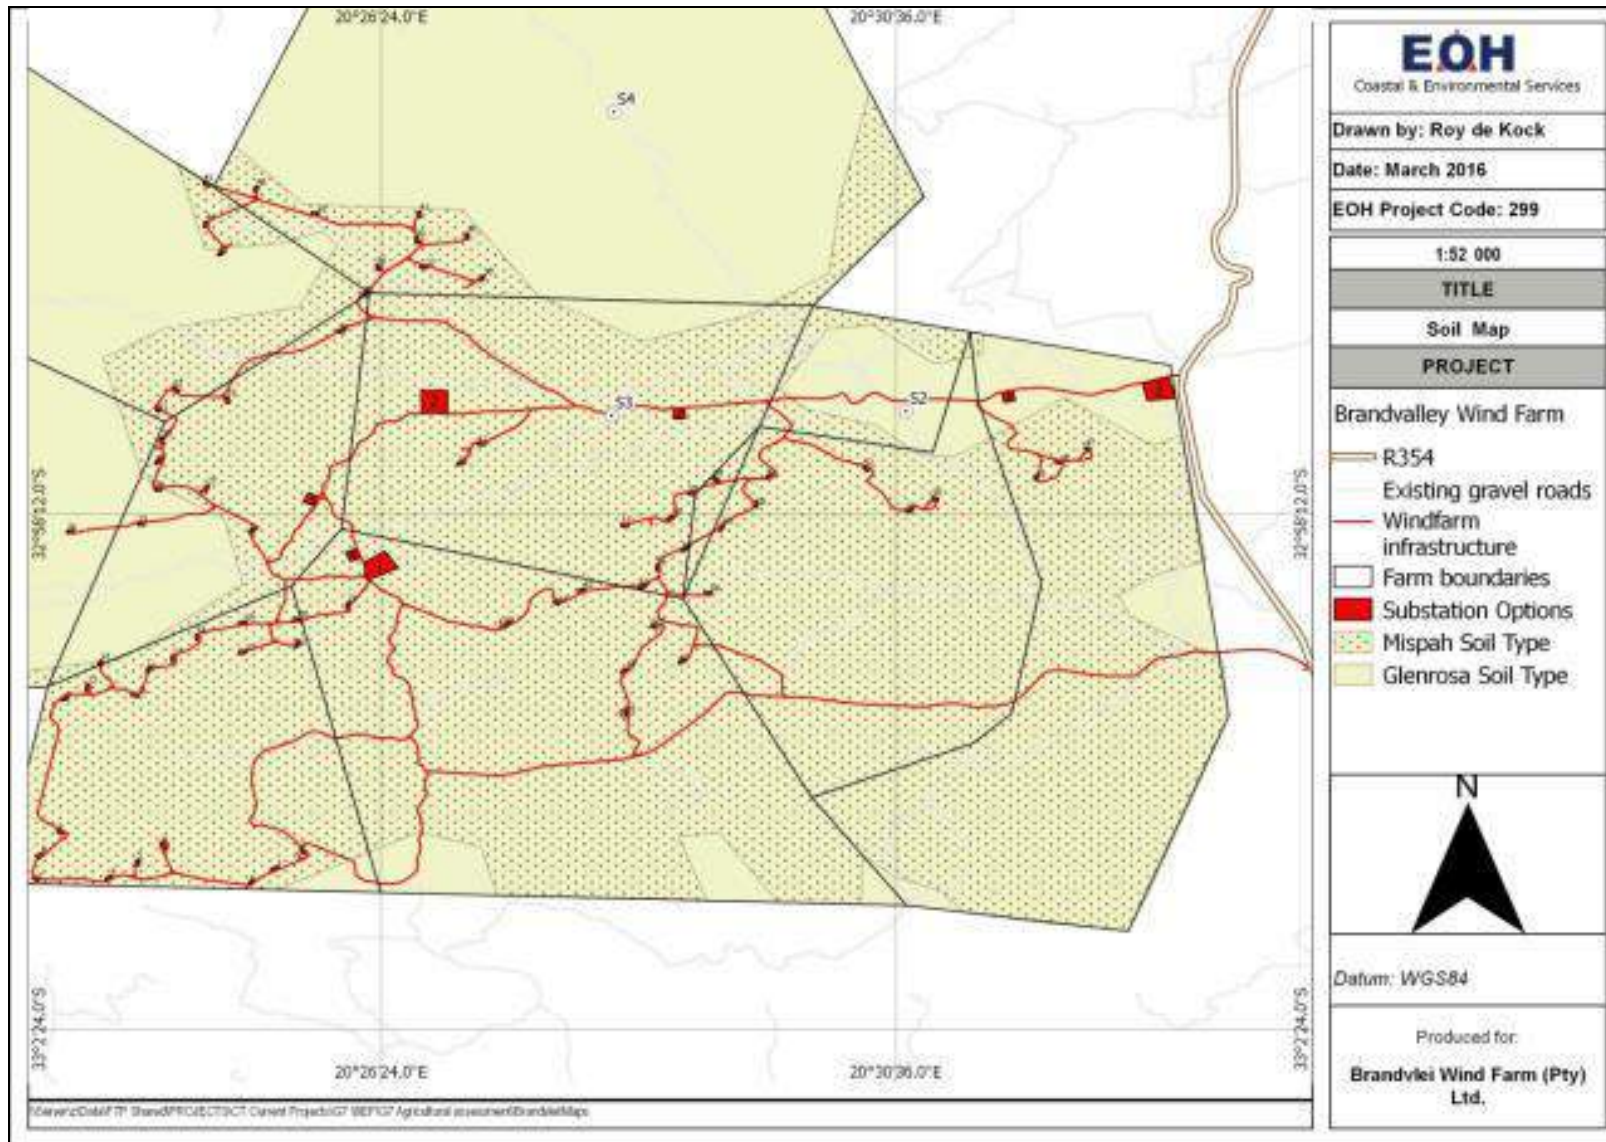 20°26'24.0"E
20°30'36.0"E
S4
S3
S2
32°58'12.0"S
32°58'12.0"S
33°2'24.0"S
33°2'24.0"S
20°26'24.0"E
20°30'36.0"E
EOH
Coastal & Environmental Services
Drawn by: Roy de Kock
Date: March 2016
EOH Project Code: 299
1:52 000
TITLE
Soil Map
PROJECT
Brandvalley Wind Farm
R354
Existing gravel roads
Windfarm
infrastructure
Farm boundaries
Substation Options
Mispah Soil Type
Glenrosa Soil Type
N
Datum: WGS84
Produced for:
Brandvlei Wind Farm (Pty)
Ltd.